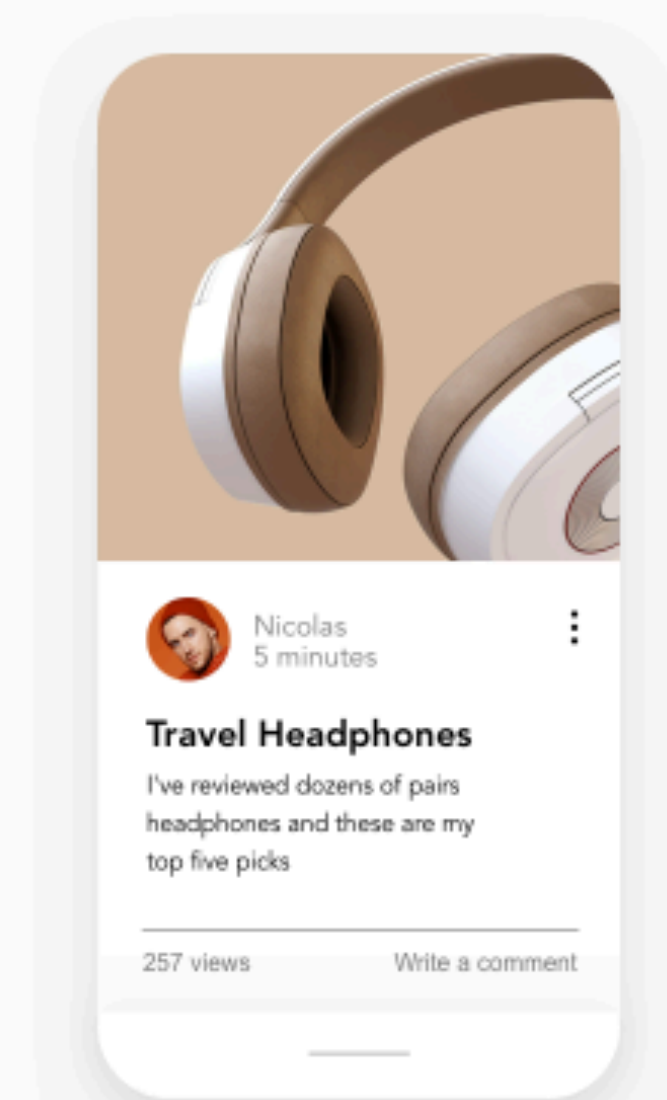 Nicolas
5 minutes
Travel Headphones
I've reviewed dozens of pairs
headphones and these are my
top five picks
257 views
Write a comment